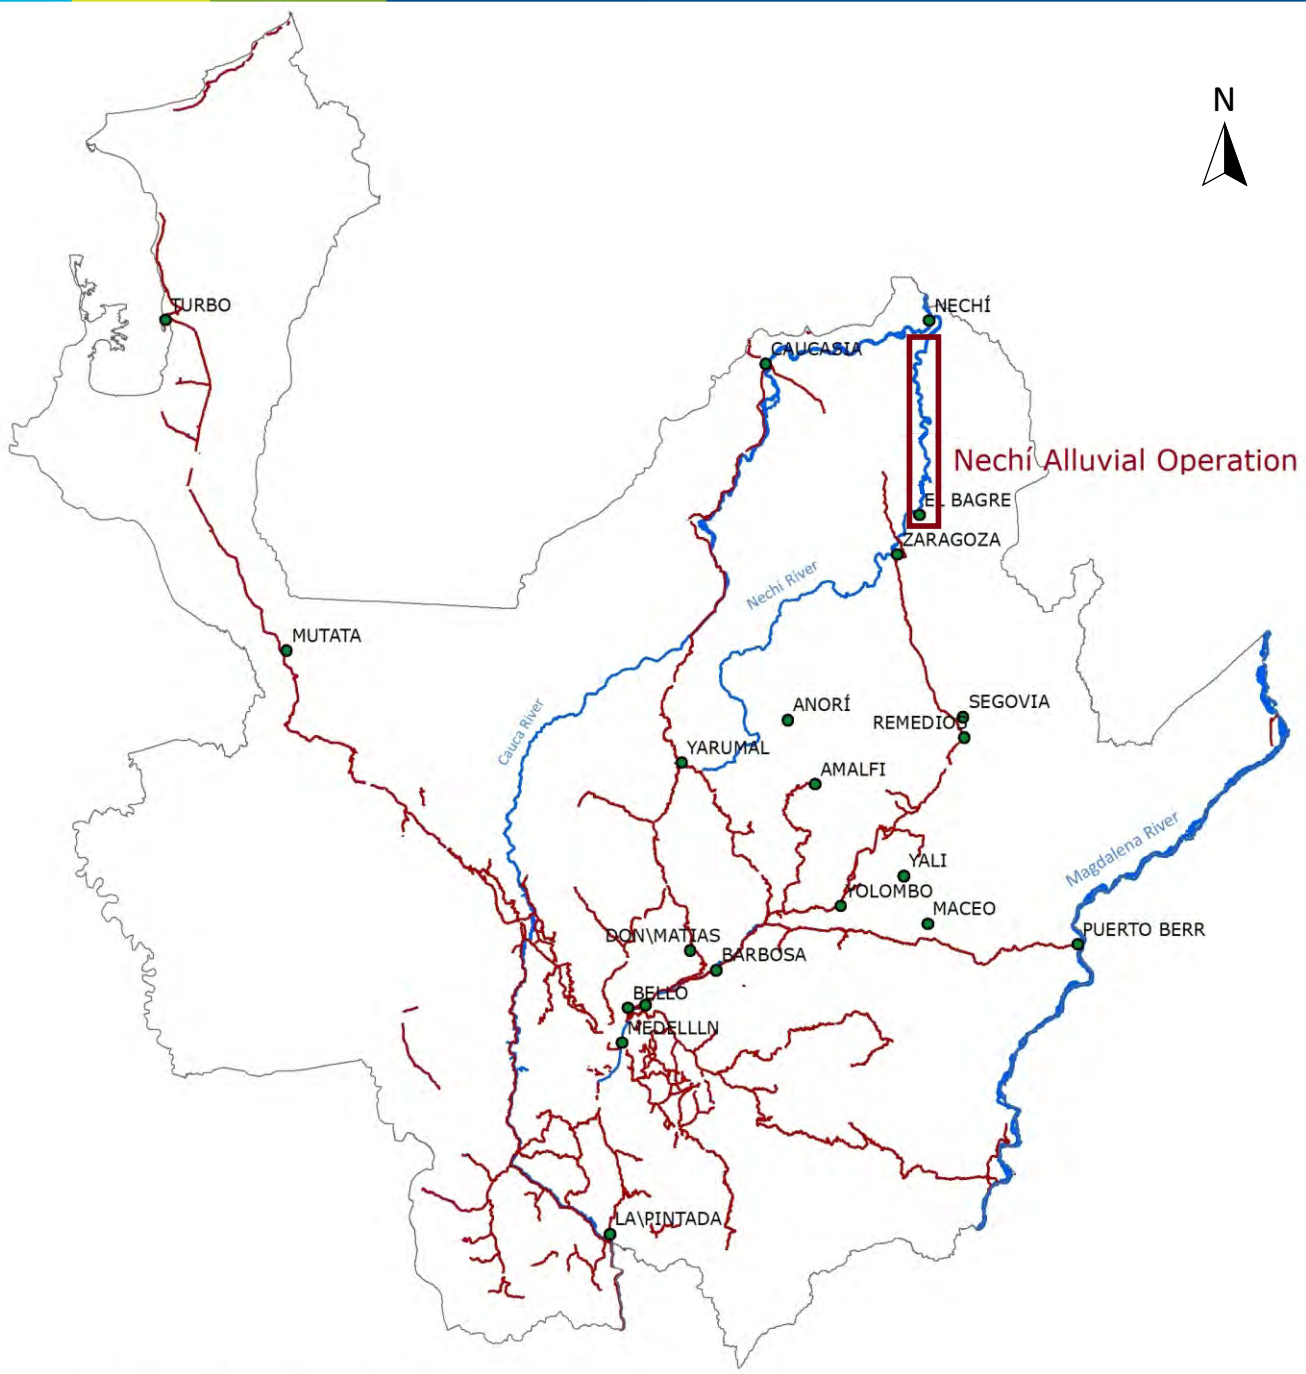 N
TURBO
NECHÍ
CAUCASIA
Nechí Alluvial Operation
EL BAGRE
ZARAGOZA
Nechí River
MUTATA
Cauca River
ANORÍ
SEGOVIA
REMEDIOS
YARUMAL
AMALFI
Magdalena River
YALI
YOLOMBO
MACEO
PUERTO BERR
DON\MATIAS
BARBOSA
BELLO
MEDELLLN
LA\PINTADA